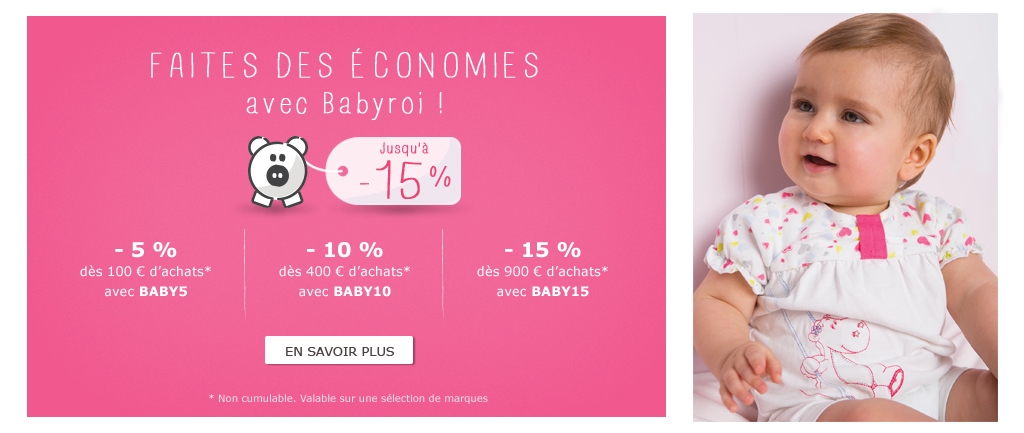 FAITES DES ÉCONOMIES
avec Babyroi !
Jusqu'à
-15%
- 5 %
dès 100 € d'achats*
avec BABY5
- 10 %
dès 400 € d'achats*
avec BABY10
- 15 %
dès 900 € d'achats*
avec BABY15
EN SAVOIR PLUS
* Non cumulable. Valable sur une sélection de marques